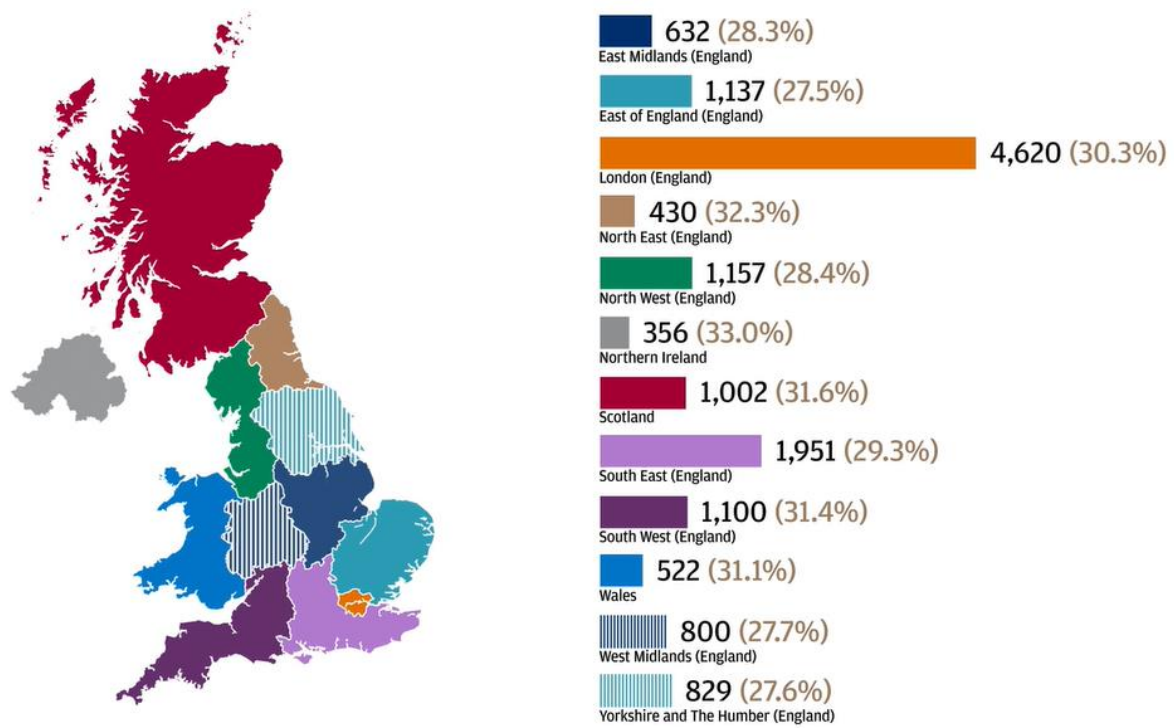 632 (28.3%)
East Midlands (England)
1,137 (27.5%)
East of England (England)
4,620 (30.3%)
London (England)
430 (32.3%)
North East (England)
1,157 (28.4%)
North West (England)
356 (33.0%)
Northern Ireland
1,002 (31.6%)
Scotland
1,951 (29.3%)
South East (England)
1,100 (31.4%)
South West (England)
522 (31.1%)
Wales
800 (27.7%)
West Midlands (England)
829 (27.6%)
Yorkshire and The Humber (England)